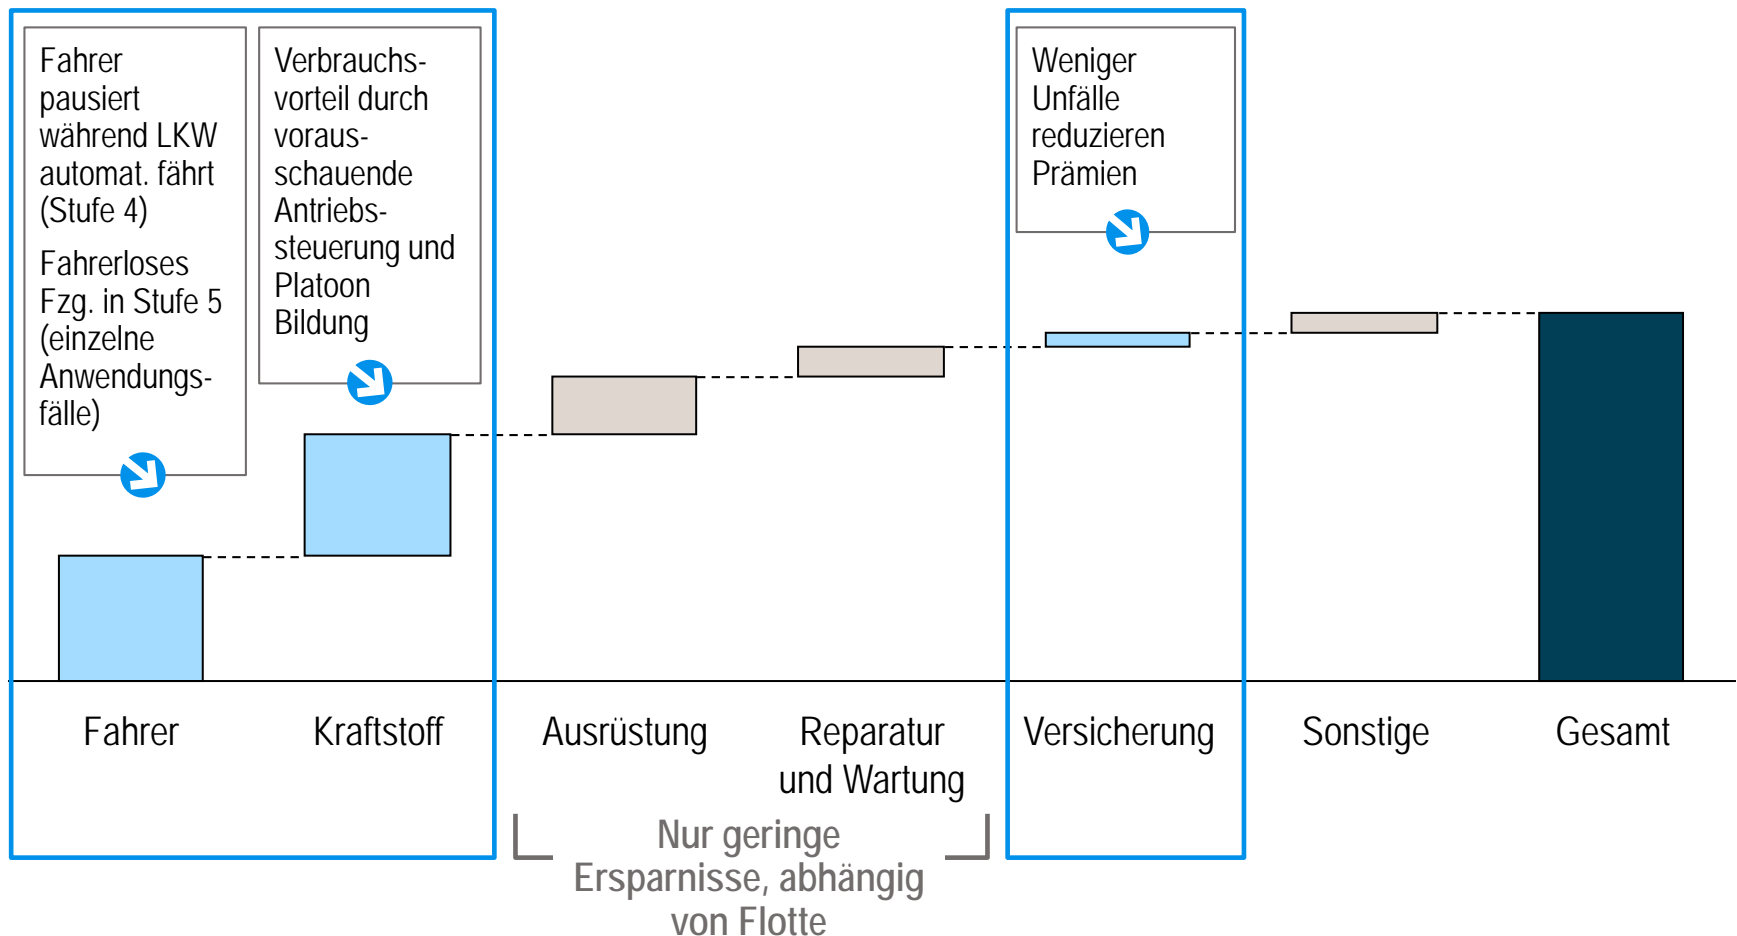 Fahrer
pausiert
während LKW
automat. fährt
(Stufe 4)
Fahrerloses
Fzg. in Stufe 5
(einzelne
Anwendungs-
fälle)
Verbrauchs-
vorteil durch
voraus-
schauende
Antriebs-
steuerung und
Platoon
Bildung
Weniger
Unfälle
reduzieren
Prämien
Fahrer
Kraftstoff
Ausrüstung
Reparatur
und Wartung
Versicherung
Sonstige
Gesamt
Nur geringe
Ersparnisse, abhängig
von Flotte